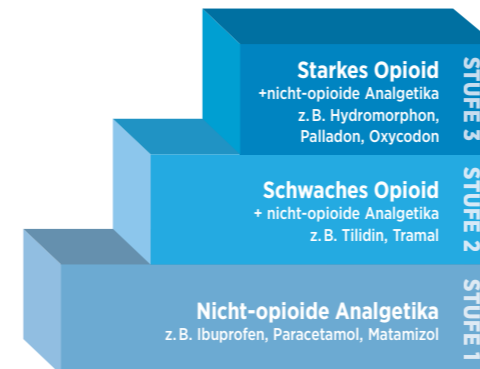 Starkes Opioid
+nicht-opioide Analgetika
z. B. Hydromorphon,
Palladon, Oxycodon
STUFE 3
Schwaches Opioid
+ nicht-opioide Analgetika
z. B. Tilidin, Tramal
STUFE 2
Nicht-opioide Analgetika
z. B. Ibuprofen, Paracetamol, Matamizol
STUFE 1